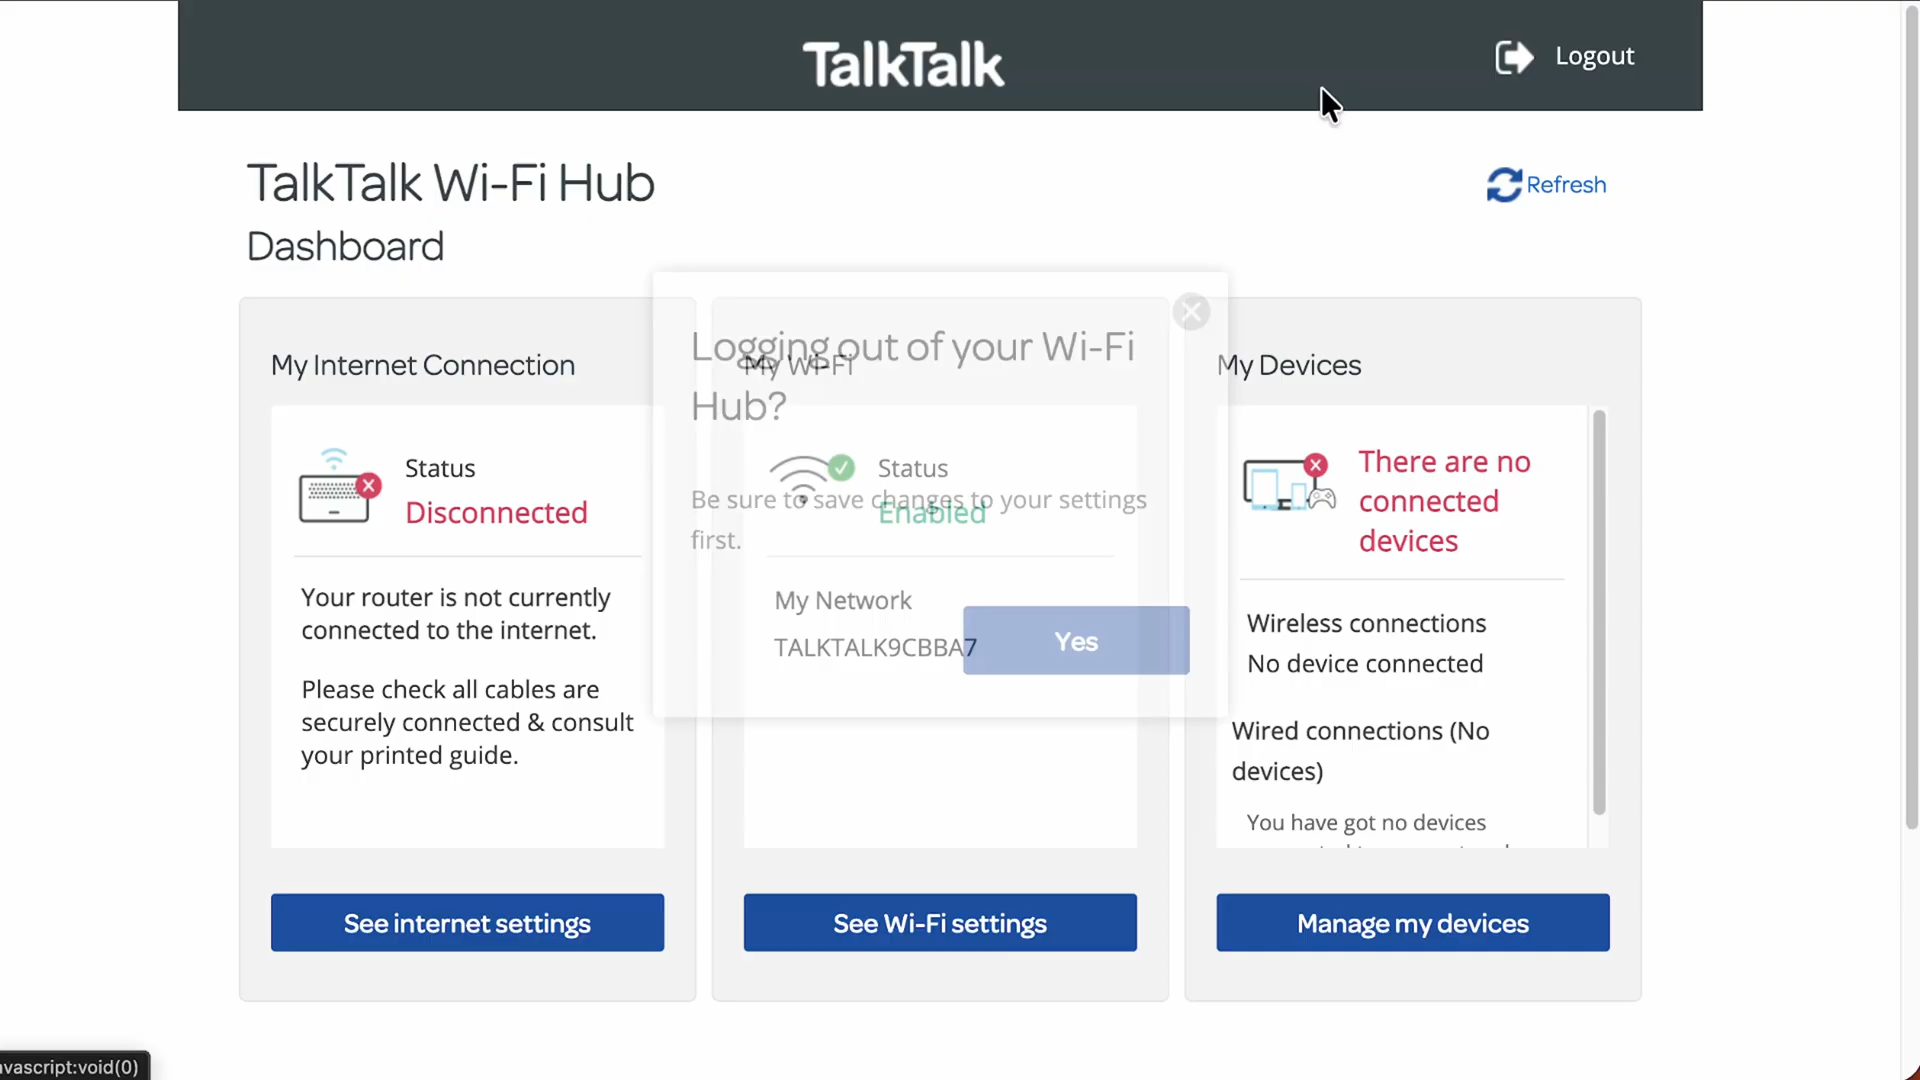 TalkTalk
Logout
TalkTalk Wi-Fi Hub
Refresh
Dashboard
My Internet Connection
Status
Disconnected
Your router is not currently
connected to the internet.
Please check all cables are
securely connected & consult
your printed guide.
See internet settings
My Wi-Fi
Status
Enabled
My Network
TALKTALK9CBBA7
See Wi-Fi settings
Logging out of your Wi-Fi
Hub?
Be sure to save changes to your settings
first.
Yes
My Devices
There are no
connected
devices
Wireless connections
No device connected
Wired connections (No
devices)
You have got no devices
Manage my devices
avascript:void(0)